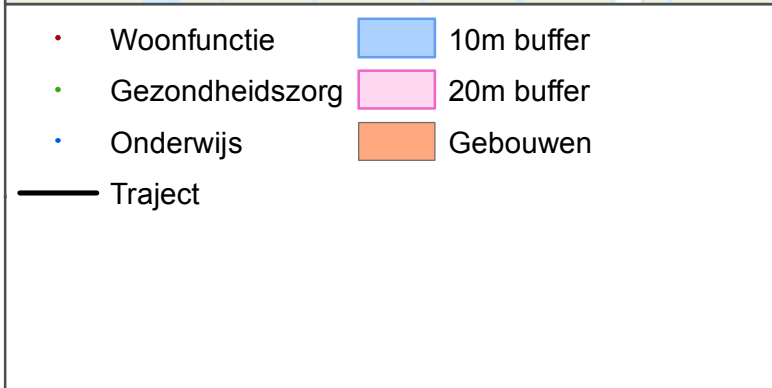 Woonfunctie
Gezondheidszorg
Onderwijs
Traject
10m buffer
20m buffer
Gebouwen